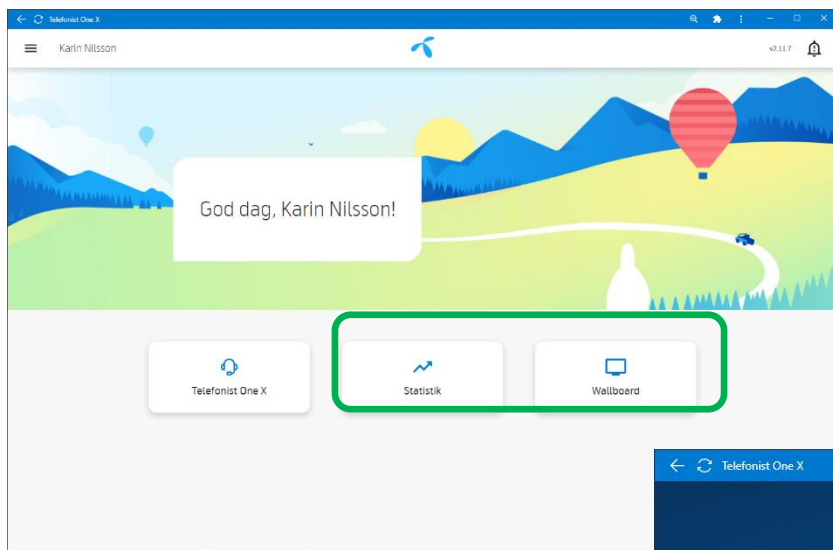 Telefonist One X
Karin Nilsson
v2.11.7
God dag, Karin Nilsson!
Telefonist One X
Statistik
Wallboard
Telefonist One X